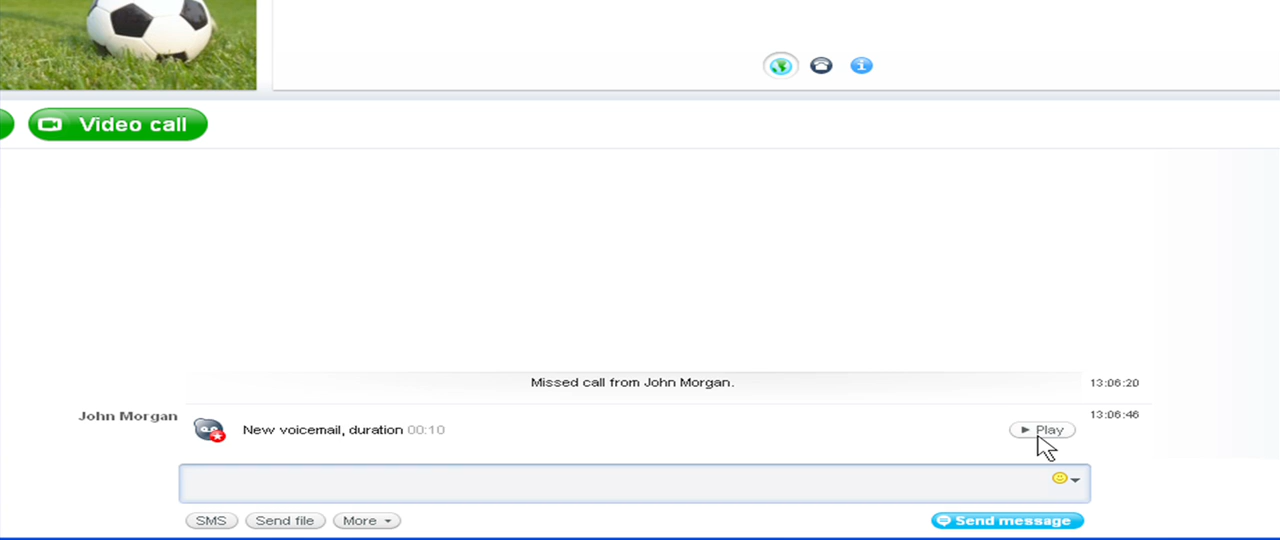 Video call
Missed call from John Morgan. 13:06:20
John Morgan New voicemail, duration 00:10 Play 13:06:46
SMS Send file More Send message